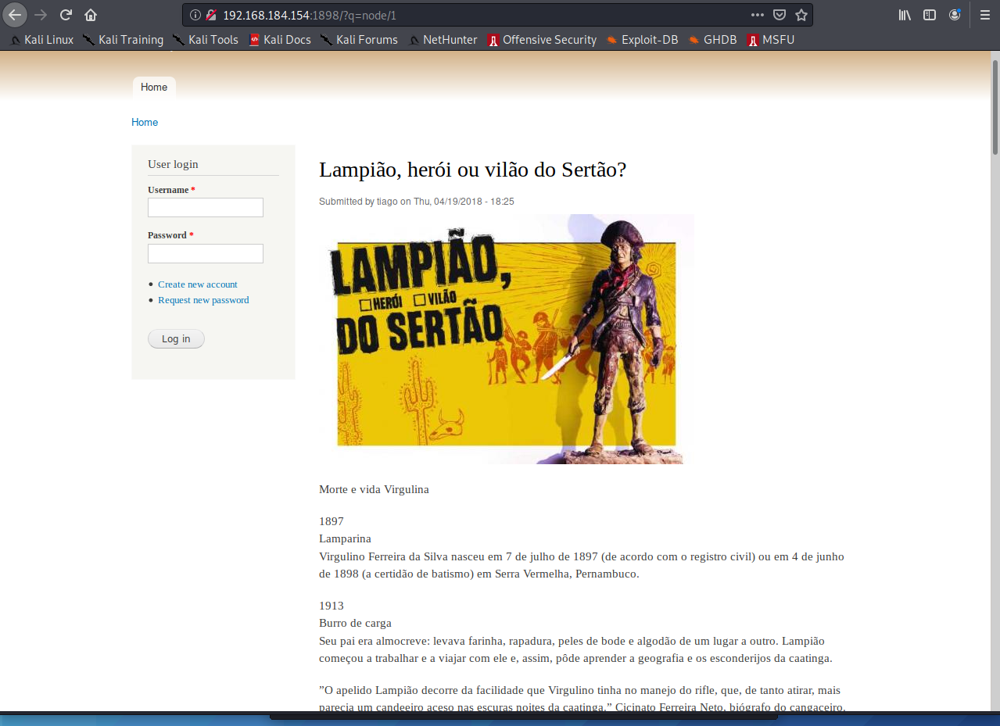 192.168.184.154:1898/?q=node/1
Kali Linux Kali Training Kali Tools Kali Docs Kali Forums NetHunter Offensive Security Exploit-DB GHDB MSFU
Home
Home
User login
Username *
Password *
Create new account
Request new password
Log in
Lampião, herói ou vilão do Sertão?
Submitted by tiago on Thu, 04/19/2018 - 18:25
LAMPIÃO,
HERÓI VILÃO
DO SERTÃO
Morte e vida Virgulina
1897
Lamparina
Virgulino Ferreira da Silva nasceu em 7 de julho de 1897 (de acordo com o registro civil) ou em 4 de junho
de 1898 (a certidão de batismo) em Serra Vermelha, Pernambuco.
1913
Burro de carga
Seu pai era almocreve: levava farinha, rapadura, peles de bode e algodão de um lugar a outro. Lampião
começou a trabalhar e a viajar com ele e, assim, pôde aprender a geografia e os esconderijos da caatinga.
”O apelido Lampião decorre da facilidade que Virgulino tinha no manejo do rifle, que, de tanto atirar, mais
parecia um candeeiro aceso nas escuras noites da caatinga.” Cicinato Ferreira Neto, biógrafo do cangaceiro.